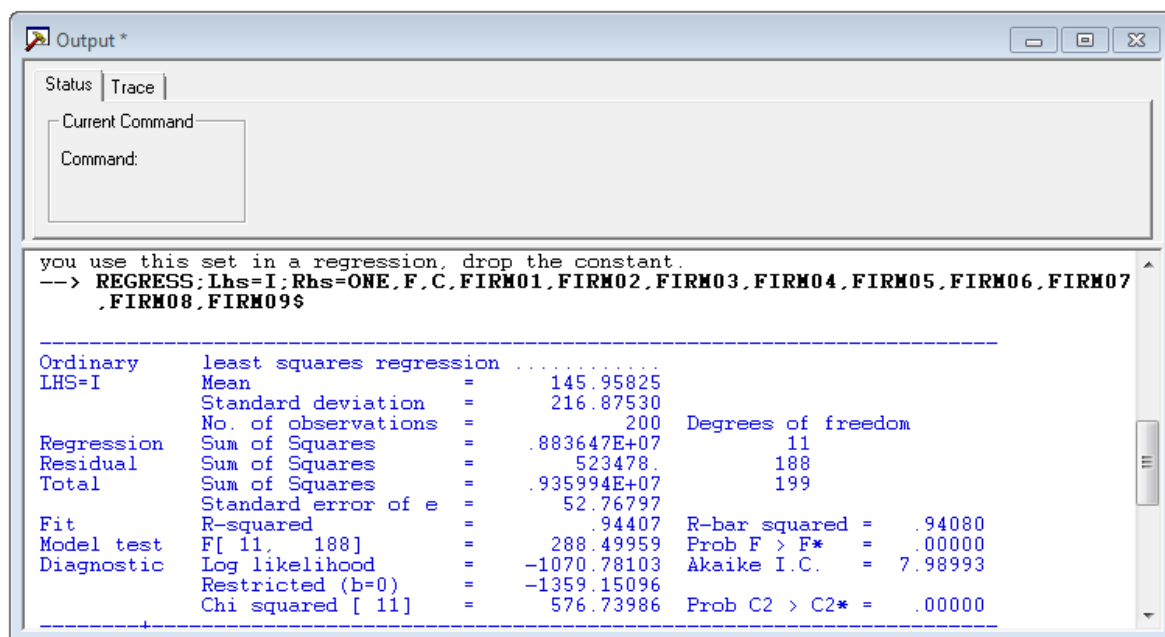 Output *
Status Trace
Current Command
Command:
you use this set in a regression, drop the constant.
--> REGRESS;Lhs=I;Rhs=ONE,F,C,FIRM01,FIRM02,FIRM03,FIRM04,FIRM05,FIRM06,FIRM07
,FIRM08,FIRM09$
Ordinary least squares regression ............
LHS=I Mean = 145.95825
Standard deviation = 216.87530
No. of observations = 200 Degrees of freedom
Regression Sum of Squares = .883647E+07 11
Residual Sum of Squares = 523478. 188
Total Sum of Squares = .935994E+07 199
Standard error of e = 52.76797
Fit R-squared = .94407 R-bar squared = .94080
Model test F[ 11, 188] = 288.49959 Prob F > F* = .00000
Diagnostic Log likelihood = -1070.78103 Akaike I.C. = 7.98993
Restricted (b=0) = -1359.15096
Chi squared [ 11] = 576.73986 Prob C2 > C2* = .00000